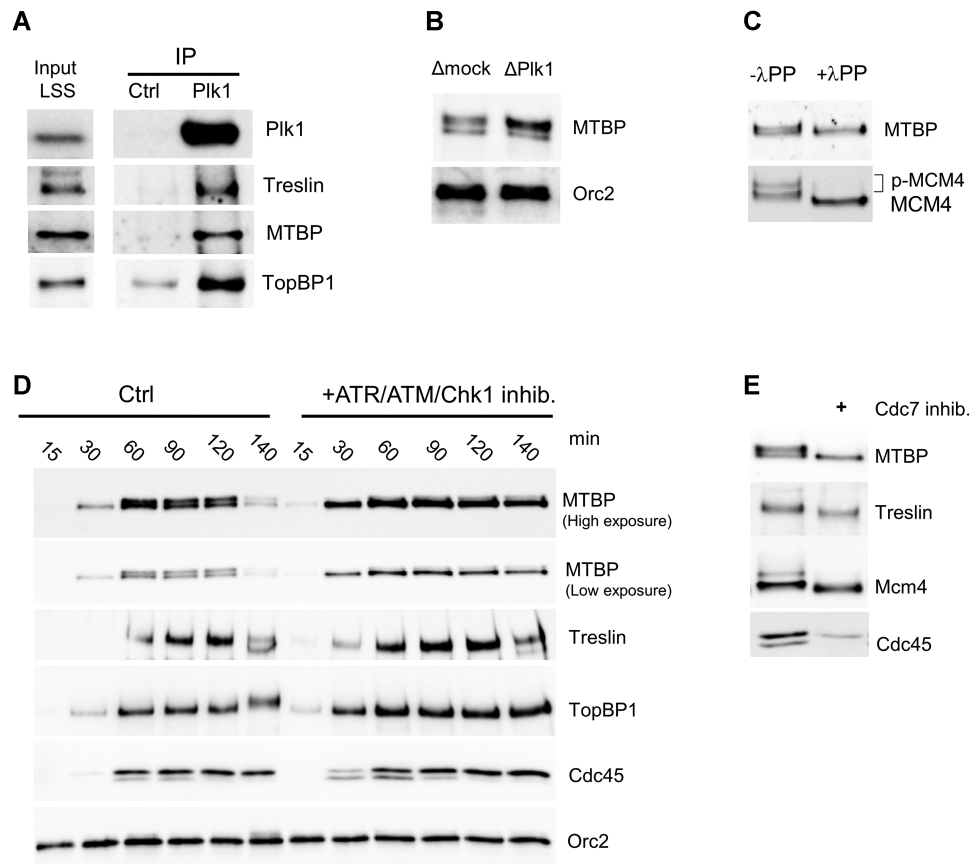 A
IP
Input
LSS
Ctrl
Plk1
Plk1
Treslin
MTBP
TopBP1
B
Δmock
ΔPlk1
MTBP
Orc2
C
-λPP
+λPP
MTBP
p-MCM4
MCM4
D
Ctrl
+ATR/ATM/Chk1 inhib.
15 30 60 90 120 140 15 30 60 90 120 140
min
MTBP
(High exposure)
MTBP
(Low exposure)
Treslin
TopBP1
Cdc45
Orc2
E
+ Cdc7 inhib.
MTBP
Treslin
Mcm4
Cdc45